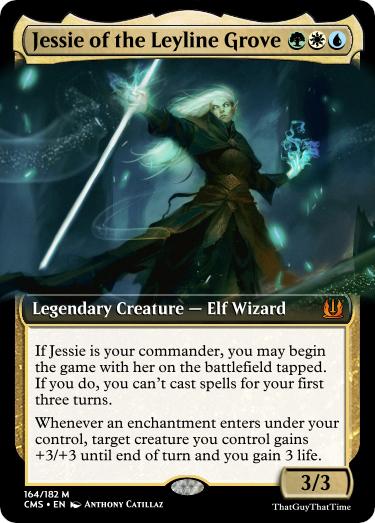 Jessie of the Leyline Grove
Legendary Creature — Elf Wizard
If Jessie is your commander, you may begin
the game with her on the battlefield tapped.
If you do, you can't cast spells for your first
three turns.
Whenever an enchantment enters under your
control, target creature you control gains
+3/+3 until end of turn and you gain 3 life.
3/3
164/182 M
CMS • EN Anthony Catillaz
ThatGuyThatTime